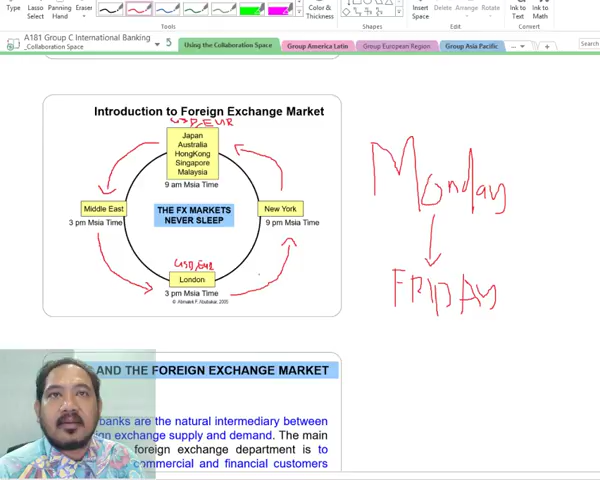 Type
Lasso Select
Panning Hand
Eraser
Color & Thickness
Insert Space
Delete
Arrange
Rotate
Ink to Text
Ink to Math
Tools
Shapes
Edit
Convert
A181 Group C International Banking
_Collaboration Space
Using the Collaboration Space
Group America Latin
Group European Region
Group Asia Pacific
...
Search
Introduction to Foreign Exchange Market
USD, EUR
Japan
Australia
HongKong
Singapore
Malaysia
9 am Msia Time
Middle East
3 pm Msia Time
THE FX MARKETS
NEVER SLEEP
New York
9 pm Msia Time
USD, EUR
London
3 pm Msia Time
Monday
FRIDAY
AND THE FOREIGN EXCHANGE MARKET
banks are the natural intermediary between
exchange supply and demand. The main
foreign exchange department is to
commercial and financial customers